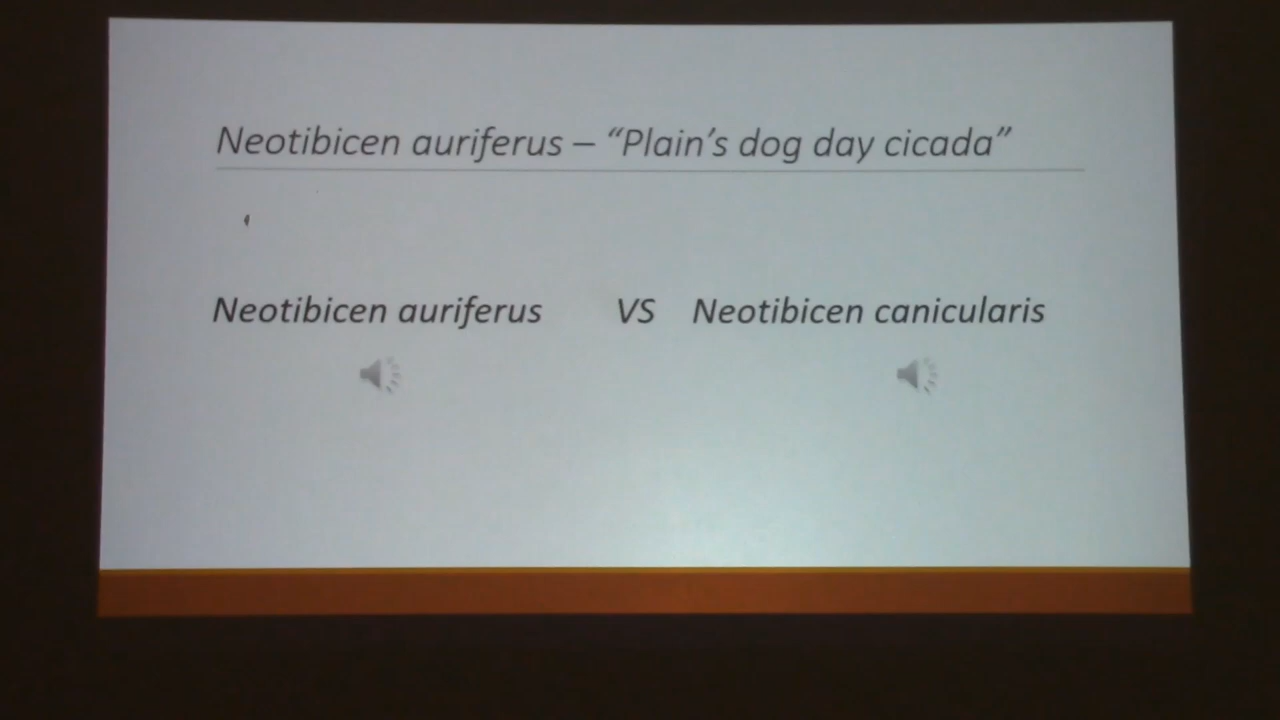 Neotibicen auriferus – “Plain’s dog day cicada”
Neotibicen auriferus VS Neotibicen canicularis